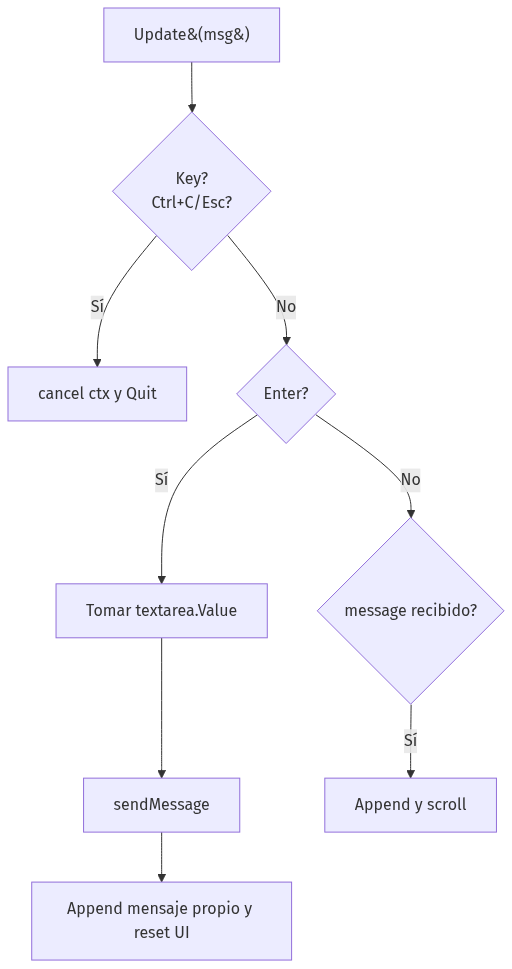 Update&(msg&)
Key?
Ctrl+C/Esc?
Sí
No
cancel ctx y Quit
Enter?
Sí
No
Tomar textarea.Value
message recibido?
Sí
sendMessage
Append y scroll
Append mensaje propio y
reset UI